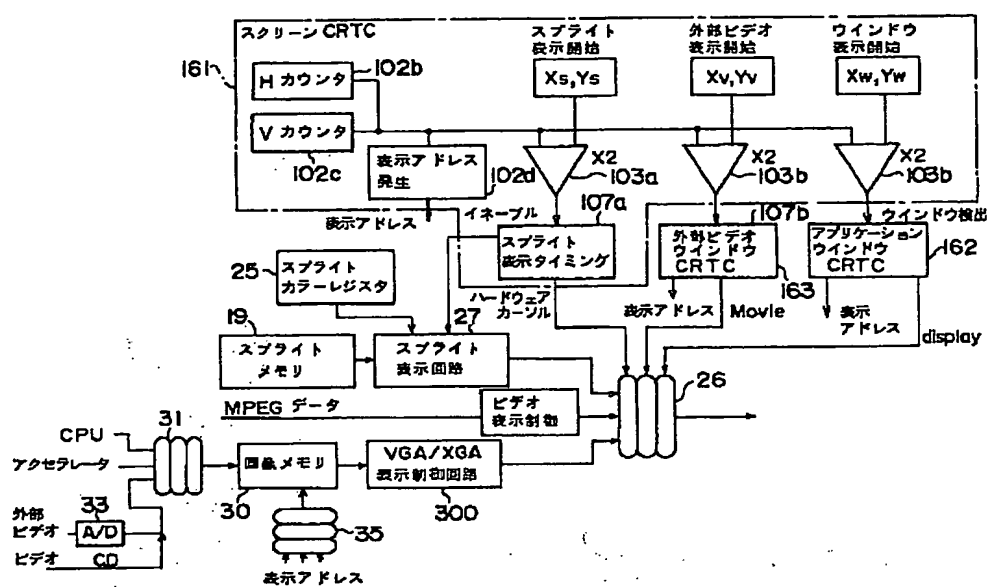 スクリーンCRTC
スプライト
表示開始
外部ビデオ
表示開始
ウインドウ
表示開始
161
Hカウンタ
102b
Xs,Ys
Xv,Yv
Xw,Yw
Vカウンタ
102c
表示アドレス
発生
102d
X2
103a
X2
103b
X2
103b
表示アドレス
イネーブル
107a
107b
ウインドウ検出
スプライト
表示タイミング
外部ビデオ
ウインドウ
CRTC
163
アプリケーション
ウインドウ
CRTC
162
25
スプライト
カラーレジスタ
ハードウェア
カーソル
表示アドレス
Movie
表示
アドレス
display
19
スプライト
メモリ
27
スプライト
表示回路
26
MPEG データ
ビデオ
表示制御
31
CPU
アクセラレータ
画像メモリ
30
VGA/XGA
表示制御回路
300
外部
ビデオ
33
A/D
ビデオ CD
35
表示アドレス